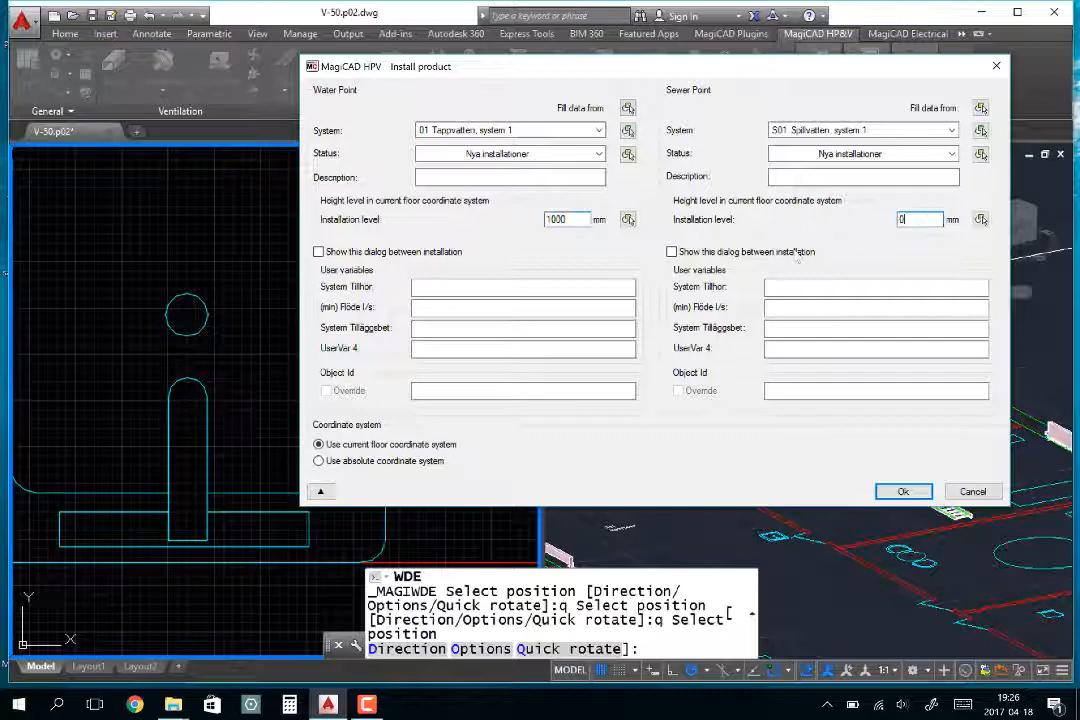 V-50.p02.dwg
Type a keyword or phrase
Sign In
Home Insert Annotate Parametric View Manage Output Add-ins Autodesk 360 Express Tools BIM 360 Featured Apps MagiCAD Plugins MagiCAD HP&V MagiCAD Electrical
General
Ventilation
V-50.p02*
MagiCAD HPV Install product
Water Point
Fill data from
System: 01 Tappvatten, system 1
Status: Nya installationer
Description:
Height level in current floor coordinate system
Installation level: 1000 mm
Show this dialog between installation
User variables
System Tillhör:
(min) Flöde l/s:
System Tilläggsbet:
UserVar 4:
Object Id
Override
Sewer Point
Fill data from:
System: S01 Spillvatten, system 1
Status: Nya installationer
Description:
Height level in current floor coordinate system
Installation level: 0 mm
Show this dialog between installation
User variables
System Tillhör:
(min) Flöde l/s:
System Tilläggsbet:
UserVar 4:
Object Id
Override
Coordinate system
Use current floor coordinate system
Use absolute coordinate system
Ok
Cancel
Y
X
WDE
_MAGIWDE Select position [Direction/
Options/Quick rotate]:q Select position
[Direction/Options/Quick rotate]:q Select
position
[
Direction Options Quick rotate]:
Model Layout1 Layout2 +
MODEL
1:1
19:26
2017-04-18